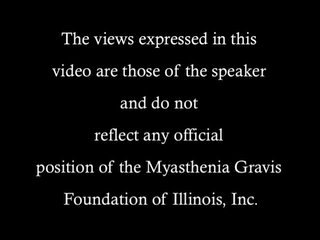 The views expressed in this
video are those of the speaker
and do not
reflect any official
position of the Myasthenia Gravis
Foundation of Illinois, Inc.